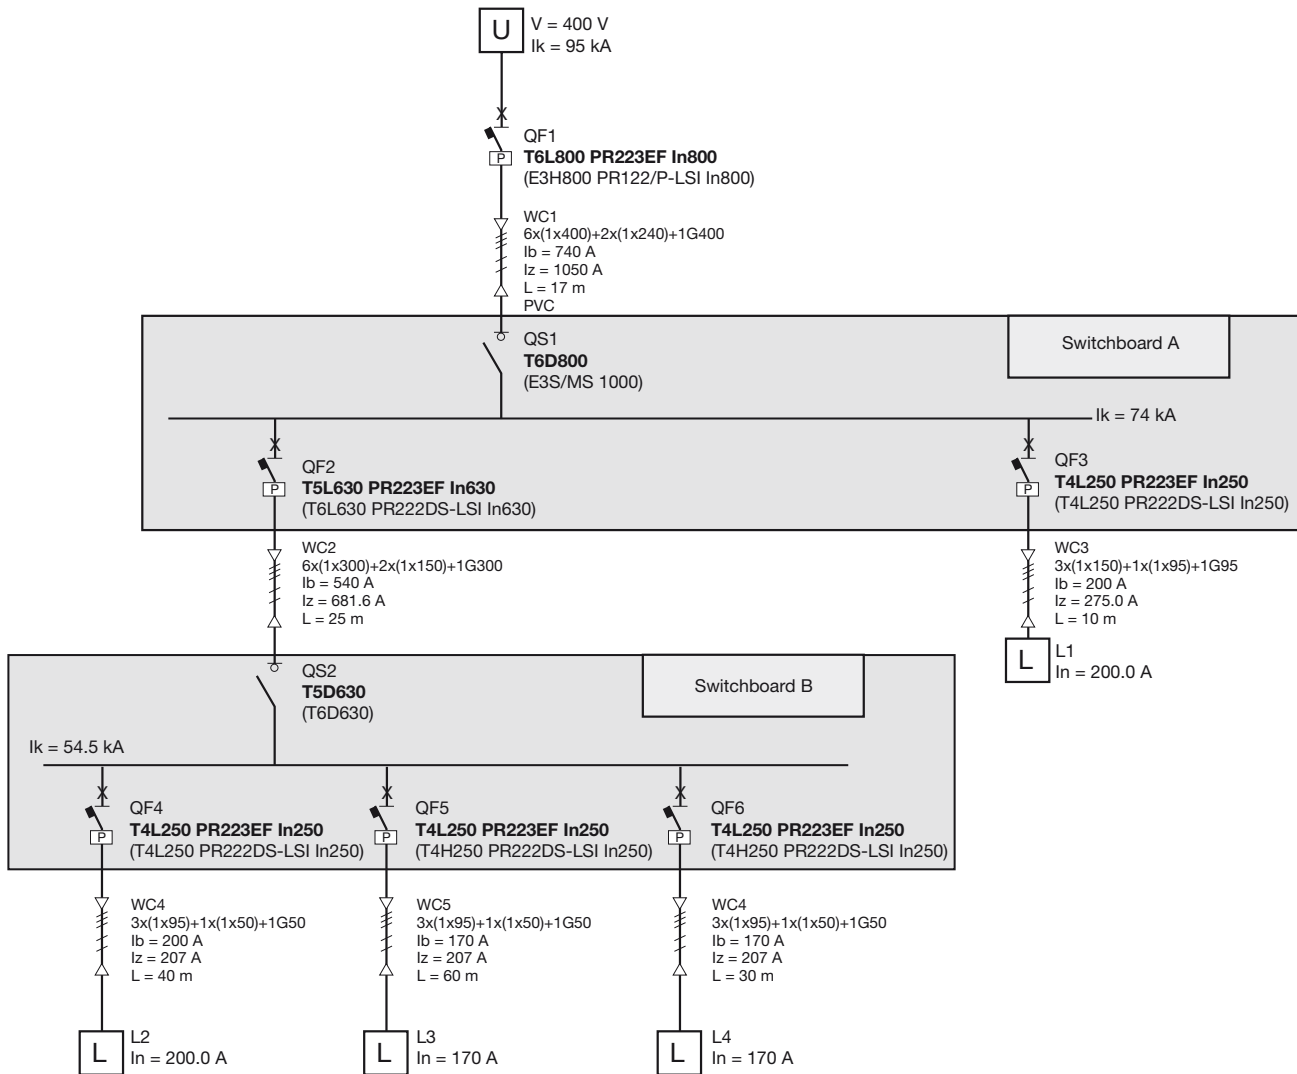 U
V = 400 V
Ik = 95 kA
X
QF1
P
T6L800 PR223EF In800
(E3H800 PR122/P-LSI In800)
WC1
6x(1x400)+2x(1x240)+1G400
Ib = 740 A
Iz = 1050 A
L = 17 m
PVC
QS1
T6D800
(E3S/MS 1000)
Switchboard A
Ik = 74 kA
X
QF2
P
T5L630 PR223EF In630
(T6L630 PR222DS-LSI In630)
X
QF3
P
T4L250 PR223EF In250
(T4L250 PR222DS-LSI In250)
WC2
6x(1x300)+2x(1x150)+1G300
Ib = 540 A
Iz = 681.6 A
L = 25 m
WC3
3x(1x150)+1x(1x95)+1G95
Ib = 200 A
Iz = 275.0 A
L = 10 m
L
L1
In = 200.0 A
QS2
T5D630
(T6D630)
Switchboard B
Ik = 54.5 kA
X
QF4
P
T4L250 PR223EF In250
(T4L250 PR222DS-LSI In250)
X
QF5
P
T4L250 PR223EF In250
(T4H250 PR222DS-LSI In250)
X
QF6
P
T4L250 PR223EF In250
(T4H250 PR222DS-LSI In250)
WC4
3x(1x95)+1x(1x50)+1G50
Ib = 200 A
Iz = 207 A
L = 40 m
WC5
3x(1x95)+1x(1x50)+1G50
Ib = 170 A
Iz = 207 A
L = 60 m
WC4
3x(1x95)+1x(1x50)+1G50
Ib = 170 A
Iz = 207 A
L = 30 m
L
L2
In = 200.0 A
L
L3
In = 170 A
L
L4
In = 170 A